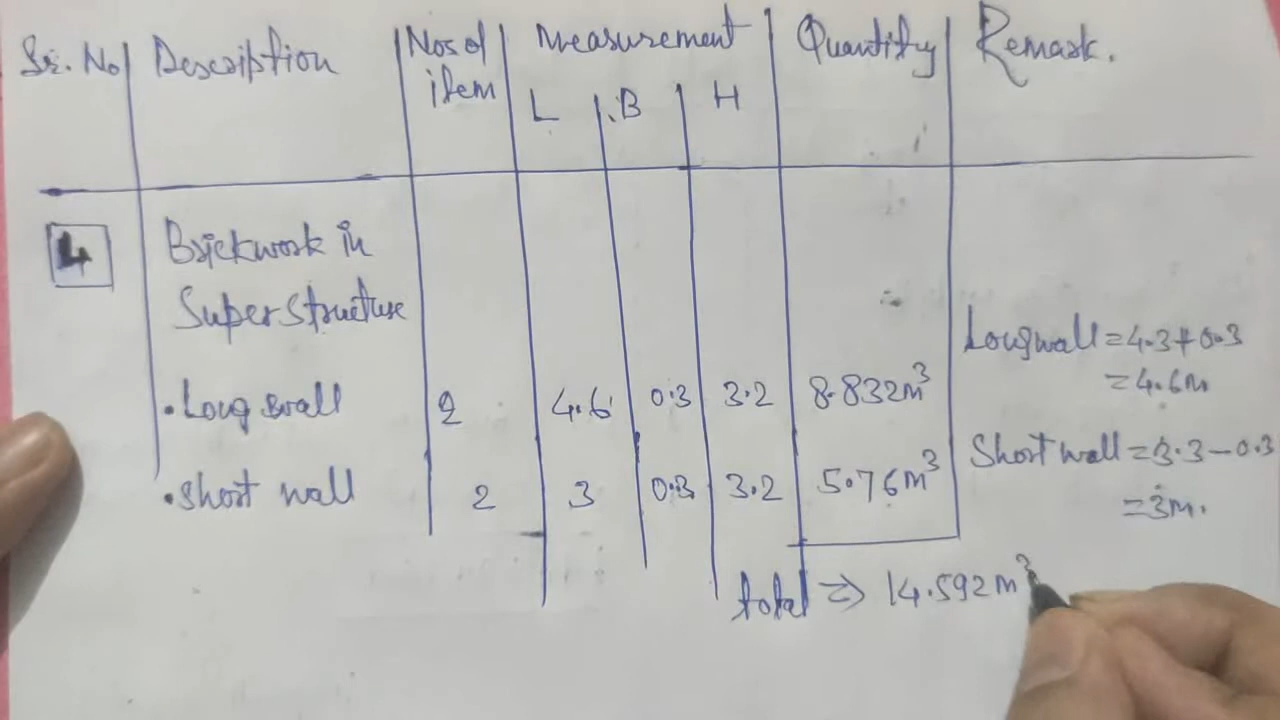 Sr. No Description Nos of item Measurement Quantity Remark.
L B H
4 Brickwork in
Superstructure
Long wall = 4.3+0.3
= 4.6m
• Long wall 2 4.6 0.3 3.2 8.832m³
Short wall = 3.3-0.3
= 3m.
• Short wall 2 3 0.3 3.2 5.76m³
total => 14.592m³